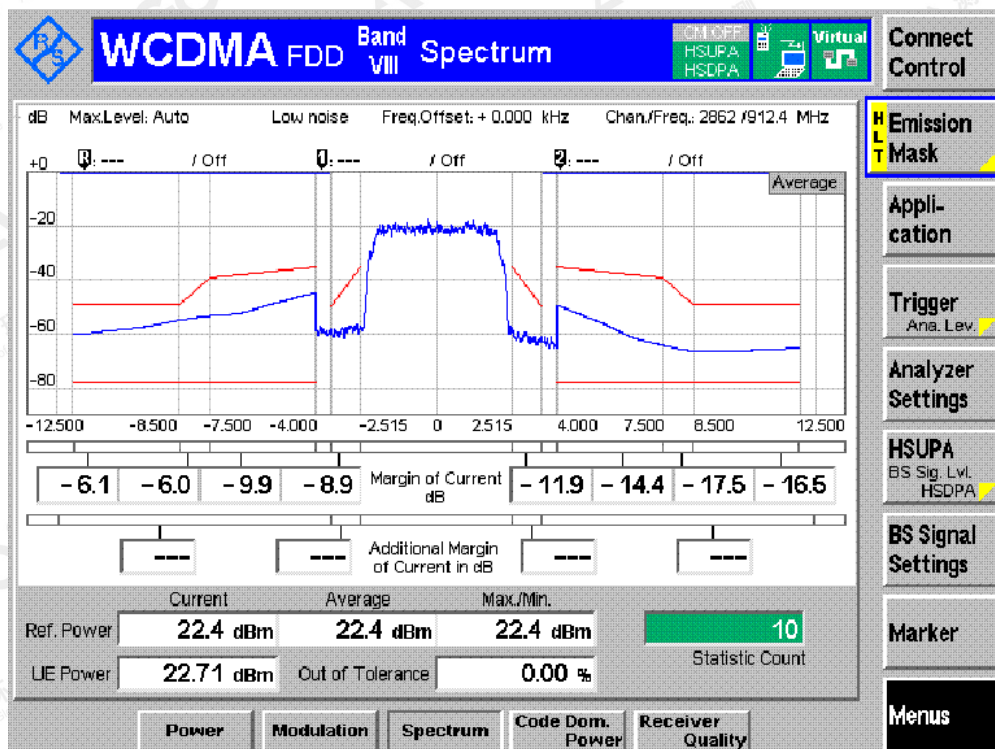 R S
WCDMA FDD Band VIII Spectrum
CM OFF
HSUPA
HSDPA
Virtual
Connect
Control
dB Max.Level: Auto Low noise Freq.Offset: + 0.000 kHz Chan./Freq.: 2862 /912.4 MHz
R: --- / Off 1: --- / Off 2: --- / Off
Average
+0
-20
-40
-60
-80
-12.500 -8.500 -7.500 -4.000 -2.515 0 2.515 4.000 7.500 8.500 12.500
-6.1 -6.0 -9.9 -8.9 Margin of Current dB -11.9 -14.4 -17.5 -16.5
--- --- Additional Margin of Current in dB --- ---
Current Average Max./Min.
Ref. Power 22.4 dBm 22.4 dBm 22.4 dBm
10
Statistic Count
UE Power 22.71 dBm Out of Tolerance 0.00 %
HLT
Emission
Mask
Appli-
cation
Trigger
Ana. Lev.
Analyzer
Settings
HSUPA
BS Sig. Lvl.
HSDPA
BS Signal
Settings
Marker
Menus
Power
Modulation
Spectrum
Code Dom.
Power
Receiver
Quality